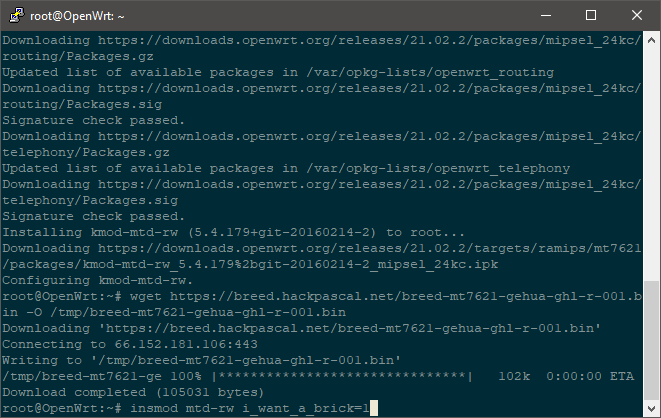 root@OpenWrt: ~
Downloading https://downloads.openwrt.org/releases/21.02.2/packages/mipsel_24kc/
routing/Packages.gz
Updated list of available packages in /var/opkg-lists/openwrt_routing
Downloading https://downloads.openwrt.org/releases/21.02.2/packages/mipsel_24kc/
routing/Packages.sig
Signature check passed.
Downloading https://downloads.openwrt.org/releases/21.02.2/packages/mipsel_24kc/
telephony/Packages.gz
Updated list of available packages in /var/opkg-lists/openwrt_telephony
Downloading https://downloads.openwrt.org/releases/21.02.2/packages/mipsel_24kc/
telephony/Packages.sig
Signature check passed.
Installing kmod-mtd-rw (5.4.179+git-20160214-2) to root...
Downloading https://downloads.openwrt.org/releases/21.02.2/targets/ramips/mt7621
/packages/kmod-mtd-rw_5.4.179%2bgit-20160214-2_mipsel_24kc.ipk
Configuring kmod-mtd-rw.
root@OpenWrt:~# wget https://breed.hackpascal.net/breed-mt7621-gehua-ghl-r-001.b
in -O /tmp/breed-mt7621-gehua-ghl-r-001.bin
Downloading 'https://breed.hackpascal.net/breed-mt7621-gehua-ghl-r-001.bin'
Connecting to 66.152.181.106:443
Writing to '/tmp/breed-mt7621-gehua-ghl-r-001.bin'
/tmp/breed-mt7621-ge 100% |*******************************|   102k  0:00:00 ETA
Download completed (105031 bytes)
root@OpenWrt:~# insmod mtd-rw i_want_a_brick=1